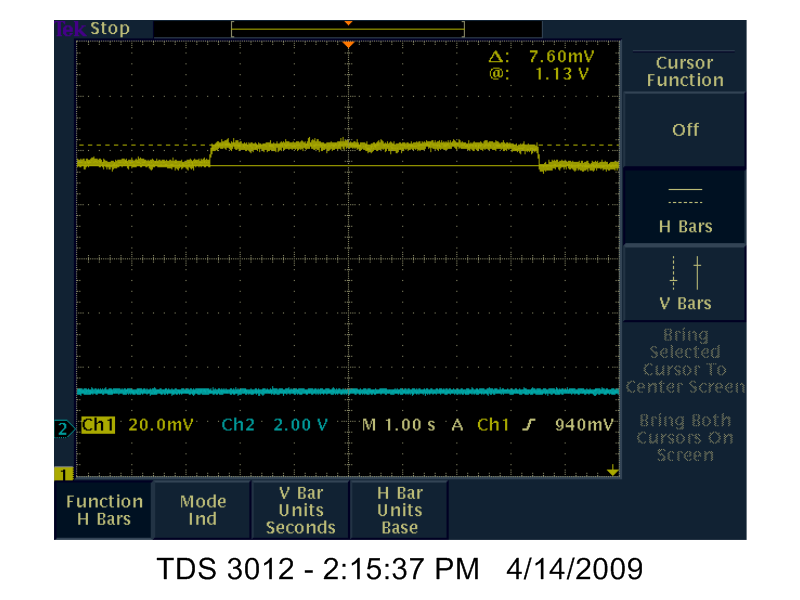 Tek Stop
Δ: 7.60mV
@: 1.13 V
Cursor
Function
Off
H Bars
V Bars
Bring
Selected
Cursor To
Center Screen
Bring Both
Cursors On
Screen
2
Ch1 20.0mV Ch2 2.00 V M 1.00 s A Ch1 940mV
1
Function
H Bars
Mode
Ind
V Bar
Units
Seconds
H Bar
Units
Base
TDS 3012 - 2:15:37 PM 4/14/2009